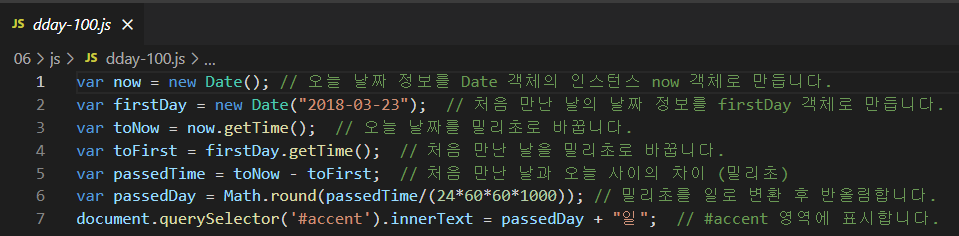 JS dday-100.js ×
06 > js > JS dday-100.js > ...
1 var now = new Date(); // 오늘 날짜 정보를 Date 객체의 인스턴스 now 객체로 만듭니다.
2 var firstDay = new Date("2018-03-23");  // 처음 만난 날의 날짜 정보를 firstDay 객체로 만듭니다.
3 var toNow = now.getTime();  // 오늘 날짜를 밀리초로 바꿉니다.
4 var toFirst = firstDay.getTime();  // 처음 만난 날을 밀리초로 바꿉니다.
5 var passedTime = toNow - toFirst;  // 처음 만난 날과 오늘 사이의 차이 (밀리초)
6 var passedDay = Math.round(passedTime/(24*60*60*1000)); // 밀리초를 일로 변환 후 반올림합니다.
7 document.querySelector('#accent').innerText = passedDay + "일";  // #accent 영역에 표시합니다.